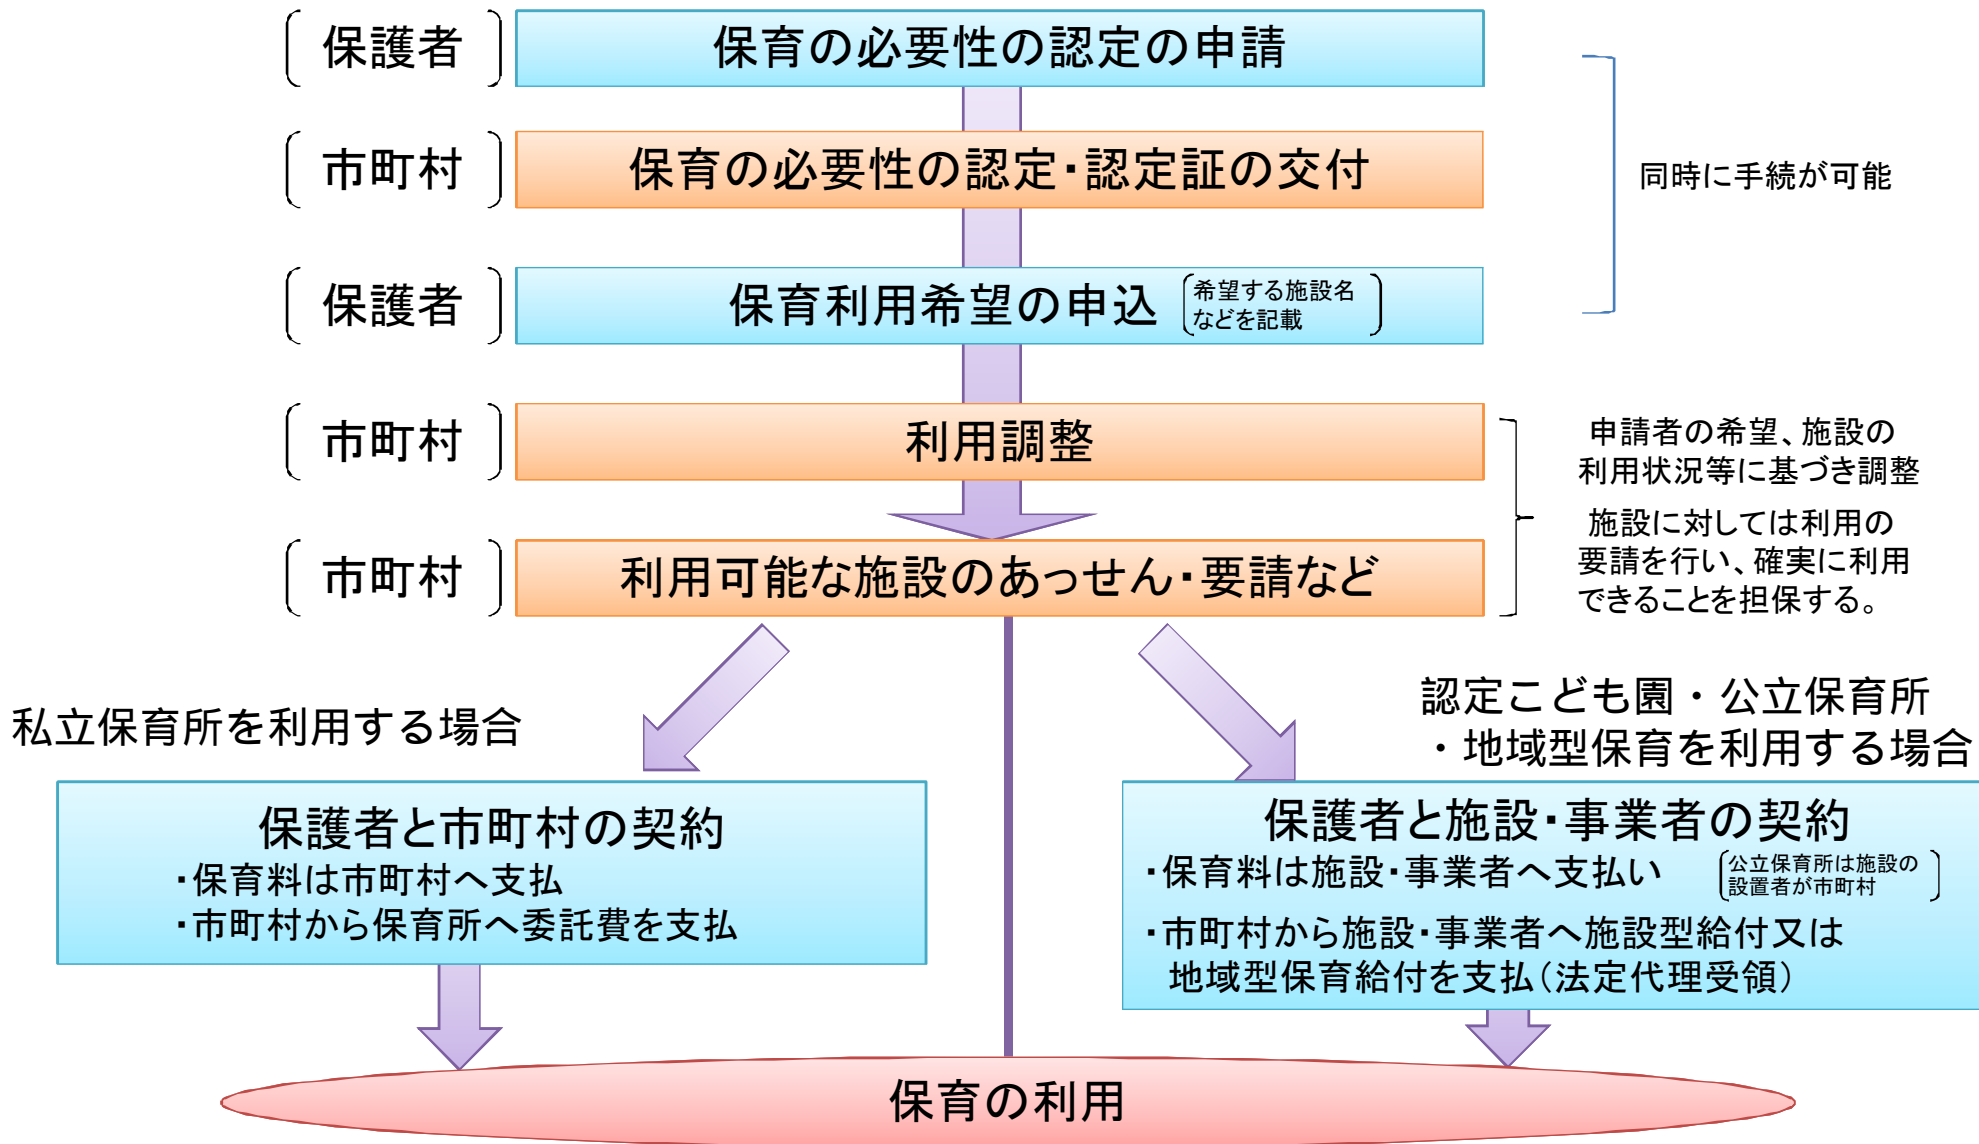 保護者
保育の必要性の認定の申請
市町村
保育の必要性の認定・認定証の交付
同時に手続が可能
保護者
保育利用希望の申込
希望する施設名
などを記載
市町村
利用調整
申請者の希望、施設の
利用状況等に基づき調整
施設に対しては利用の
要請を行い、確実に利用
できることを担保する。
市町村
利用可能な施設のあっせん・要請など
私立保育所を利用する場合
保護者と市町村の契約
・保育料は市町村へ支払
・市町村から保育所へ委託費を支払
認定こども園・公立保育所
・地域型保育を利用する場合
保護者と施設・事業者の契約
・保育料は施設・事業者へ支払い
公立保育所は施設の
設置者が市町村
・市町村から施設・事業者へ施設型給付又は
地域型保育給付を支払(法定代理受領)
保育の利用